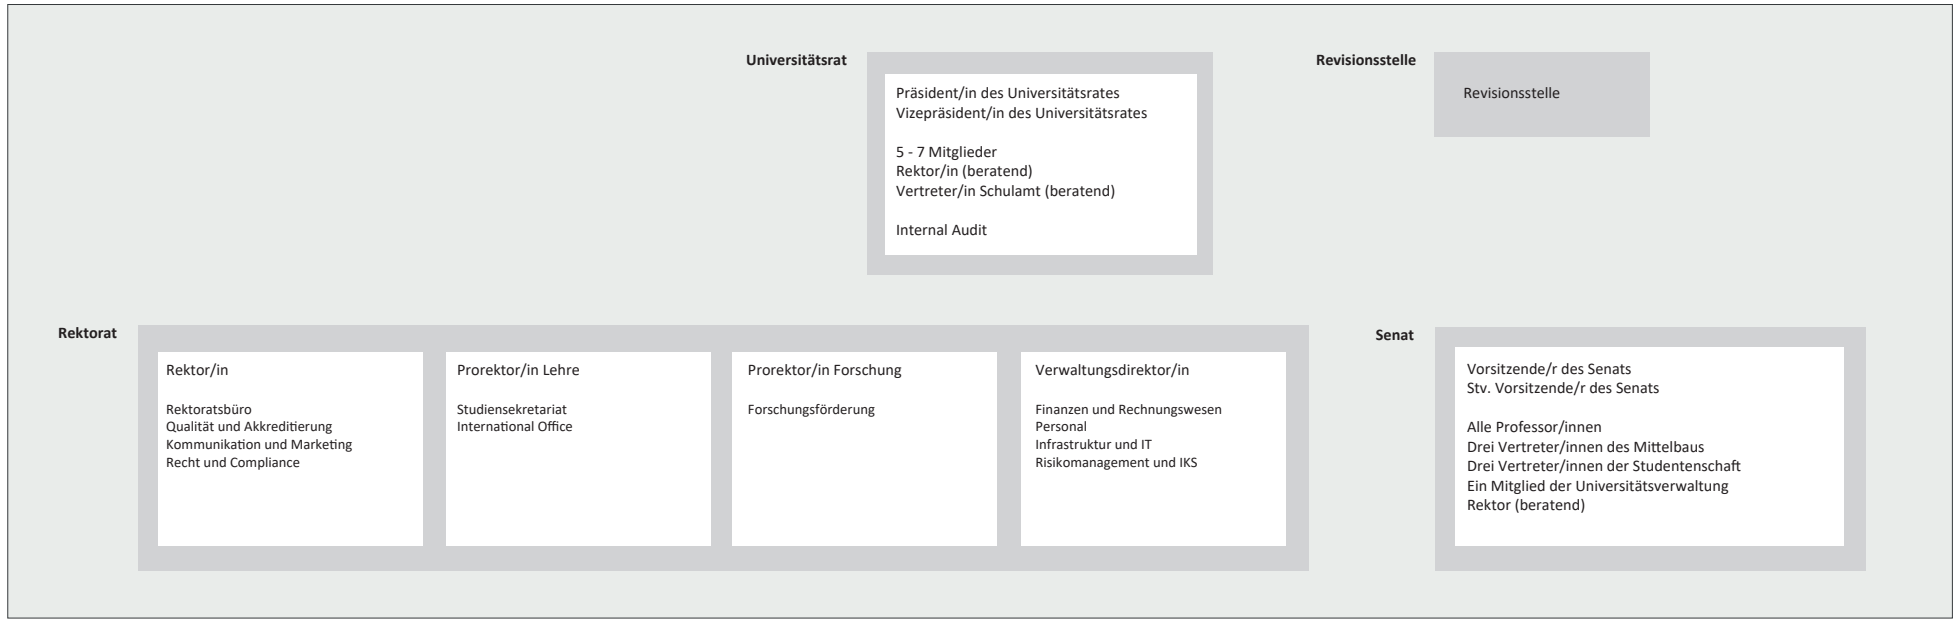 Universitätsrat
Präsident/in des Universitätsrates
Vizepräsident/in des Universitätsrates
5 - 7 Mitglieder
Rektor/in (beratend)
Vertreter/in Schulamt (beratend)
Internal Audit
Revisionsstelle
Revisionsstelle
Rektorat
Rektor/in
Rektoratsbüro
Qualität und Akkreditierung
Kommunikation und Marketing
Recht und Compliance
Prorektor/in Lehre
Studiensekretariat
International Office
Prorektor/in Forschung
Forschungsförderung
Verwaltungsdirektor/in
Finanzen und Rechnungswesen
Personal
Infrastruktur und IT
Risikomanagement und IKS
Senat
Vorsitzende/r des Senats
Stv. Vorsitzende/r des Senats
Alle Professor/innen
Drei Vertreter/innen des Mittelbaus
Drei Vertreter/innen der Studentenschaft
Ein Mitglied der Universitätsverwaltung
Rektor (beratend)